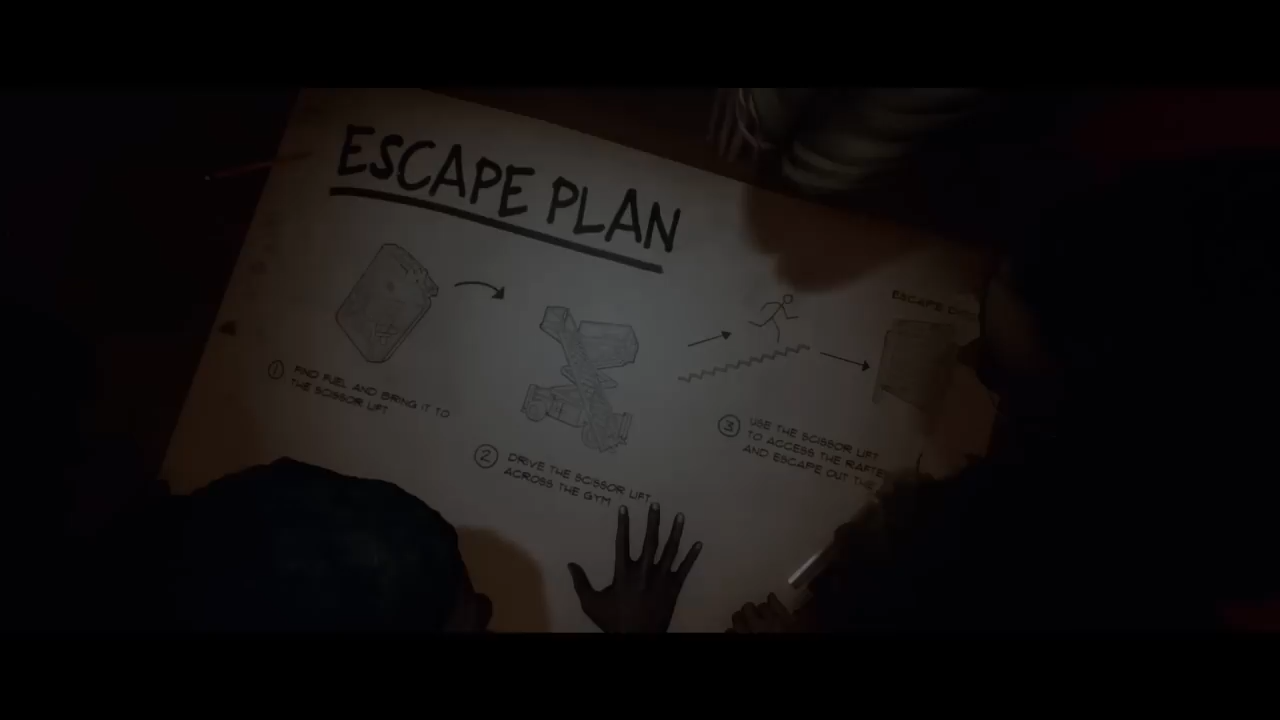 ESCAPE PLAN
ESCAPE
1 FIND FUEL AND BRING IT TO
THE SCISSOR LIFT
2 DRIVE THE SCISSOR LIFT
ACROSS THE GYM
3 USE THE SCISSOR LIFT
TO ACCESS THE
AND ESCAPE OUT THE